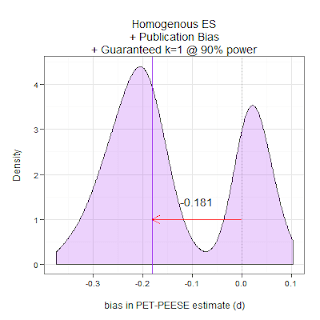 Homogenous ES
+ Publication Bias
+ Guaranteed k=1 @ 90% power
4
3
2
1
0
Density
-0.181
-0.3
-0.2
-0.1
0.0
0.1
bias in PET-PEESE estimate (d)